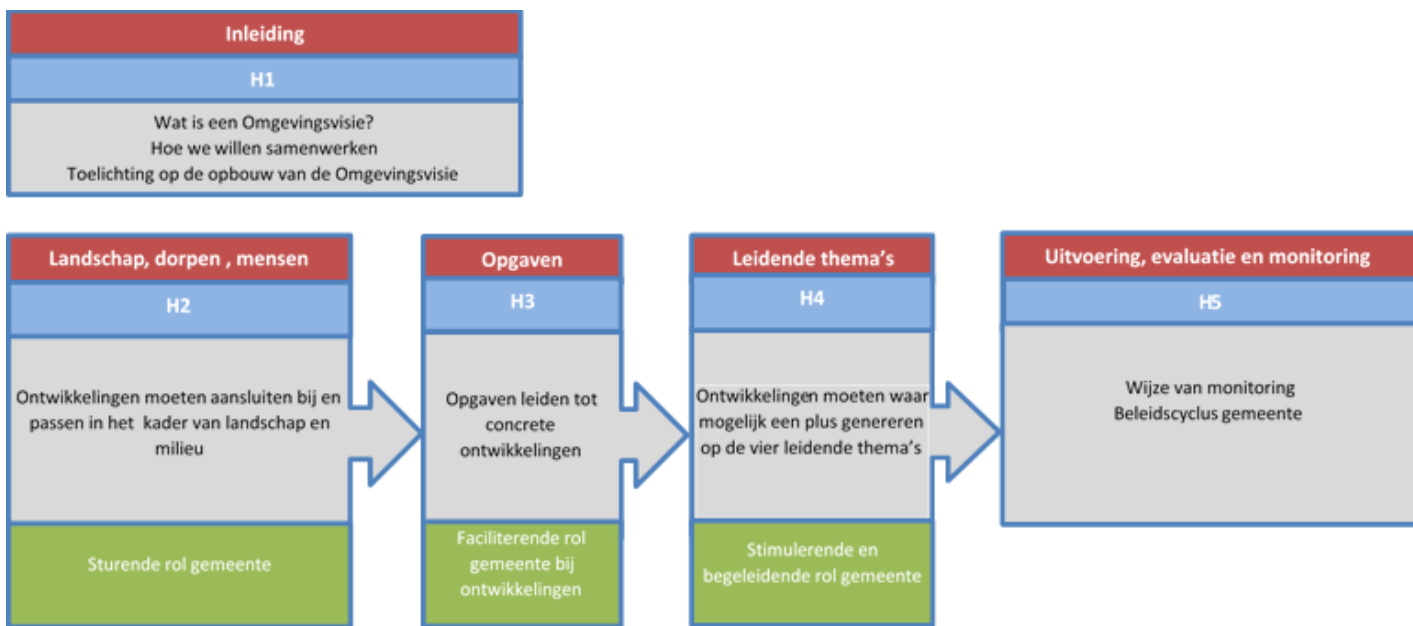 Inleiding
H1
Wat is een Omgevingsvisie?
Hoe we willen samenwerken
Toelichting op de opbouw van de Omgevingsvisie
Landschap, dorpen , mensen
H2
Ontwikkelingen moeten aansluiten bij en
passen in het kader van landschap en
milieu
Sturende rol gemeente
Opgaven
H3
Opgaven leiden tot
concrete
ontwikkelingen
Faciliterende rol
gemeente bij
ontwikkelingen
Leidende thema's
H4
Ontwikkelingen moeten waar
mogelijk een plus genereren
op de vier leidende thema's
Stimulerende en
begeleidende rol gemeente
Uitvoering, evaluatie en monitoring
H5
Wijze van monitoring
Beleidscyclus gemeente